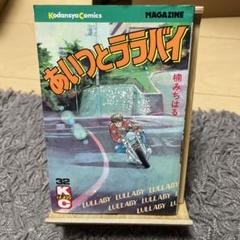 Kodansya Comics
MAGAZINE
あいつとララバイ
楠みちはる
32
KC
LULLABY LULLABY LULLABY
LULLABY LULLABY
LULLABY LU